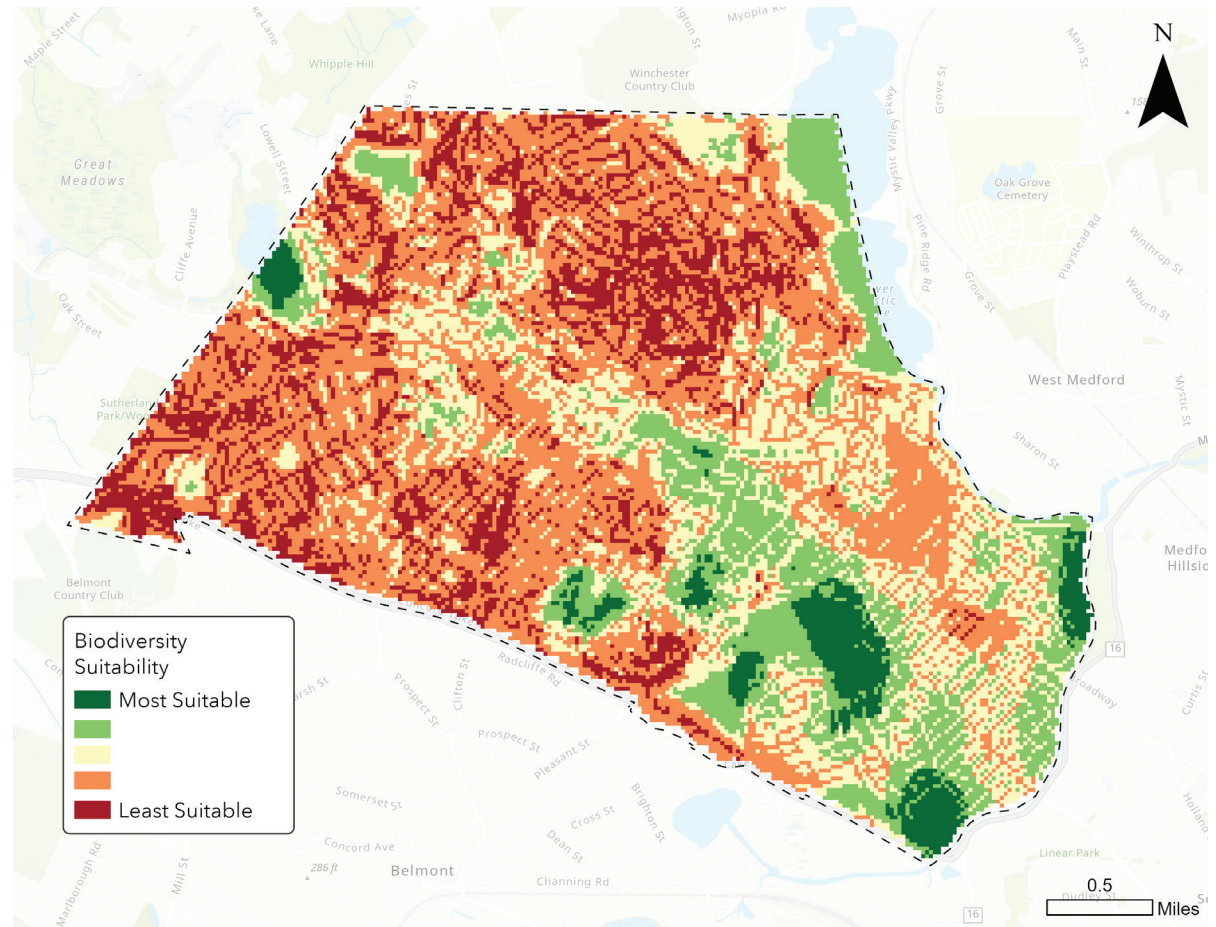 Myopia Rd
Maple Street
Whipple Hill
Winchester
Country Club
Grove St
Main St
N
Lowell Street
Great
Meadows
Mystic Valley Pkwy
Oak Grove
Cemetery
Cliffe Avenue
Playstead Rd
Winthrop St
Pine Ridge Rd
Grove St
Woburn St
Oak Street
West Medford
Mystic St
Sutherland
Sharon St
Belmont
Country Club
Medfo
Hillsid
16
Biodiversity
Suitability
Most Suitable
Least Suitable
Radcliffe Rd
Clifton St
Prospect St
Prospect St
Pleasant St
Curtis St
Somerset St
Cross St
Brighton St
Dean St
Concord Ave
286 ft
Belmont
Channing Rd
Mill St
Marlborough Rd
Holland
Linear Park
0.5
Miles
Dudley St
16